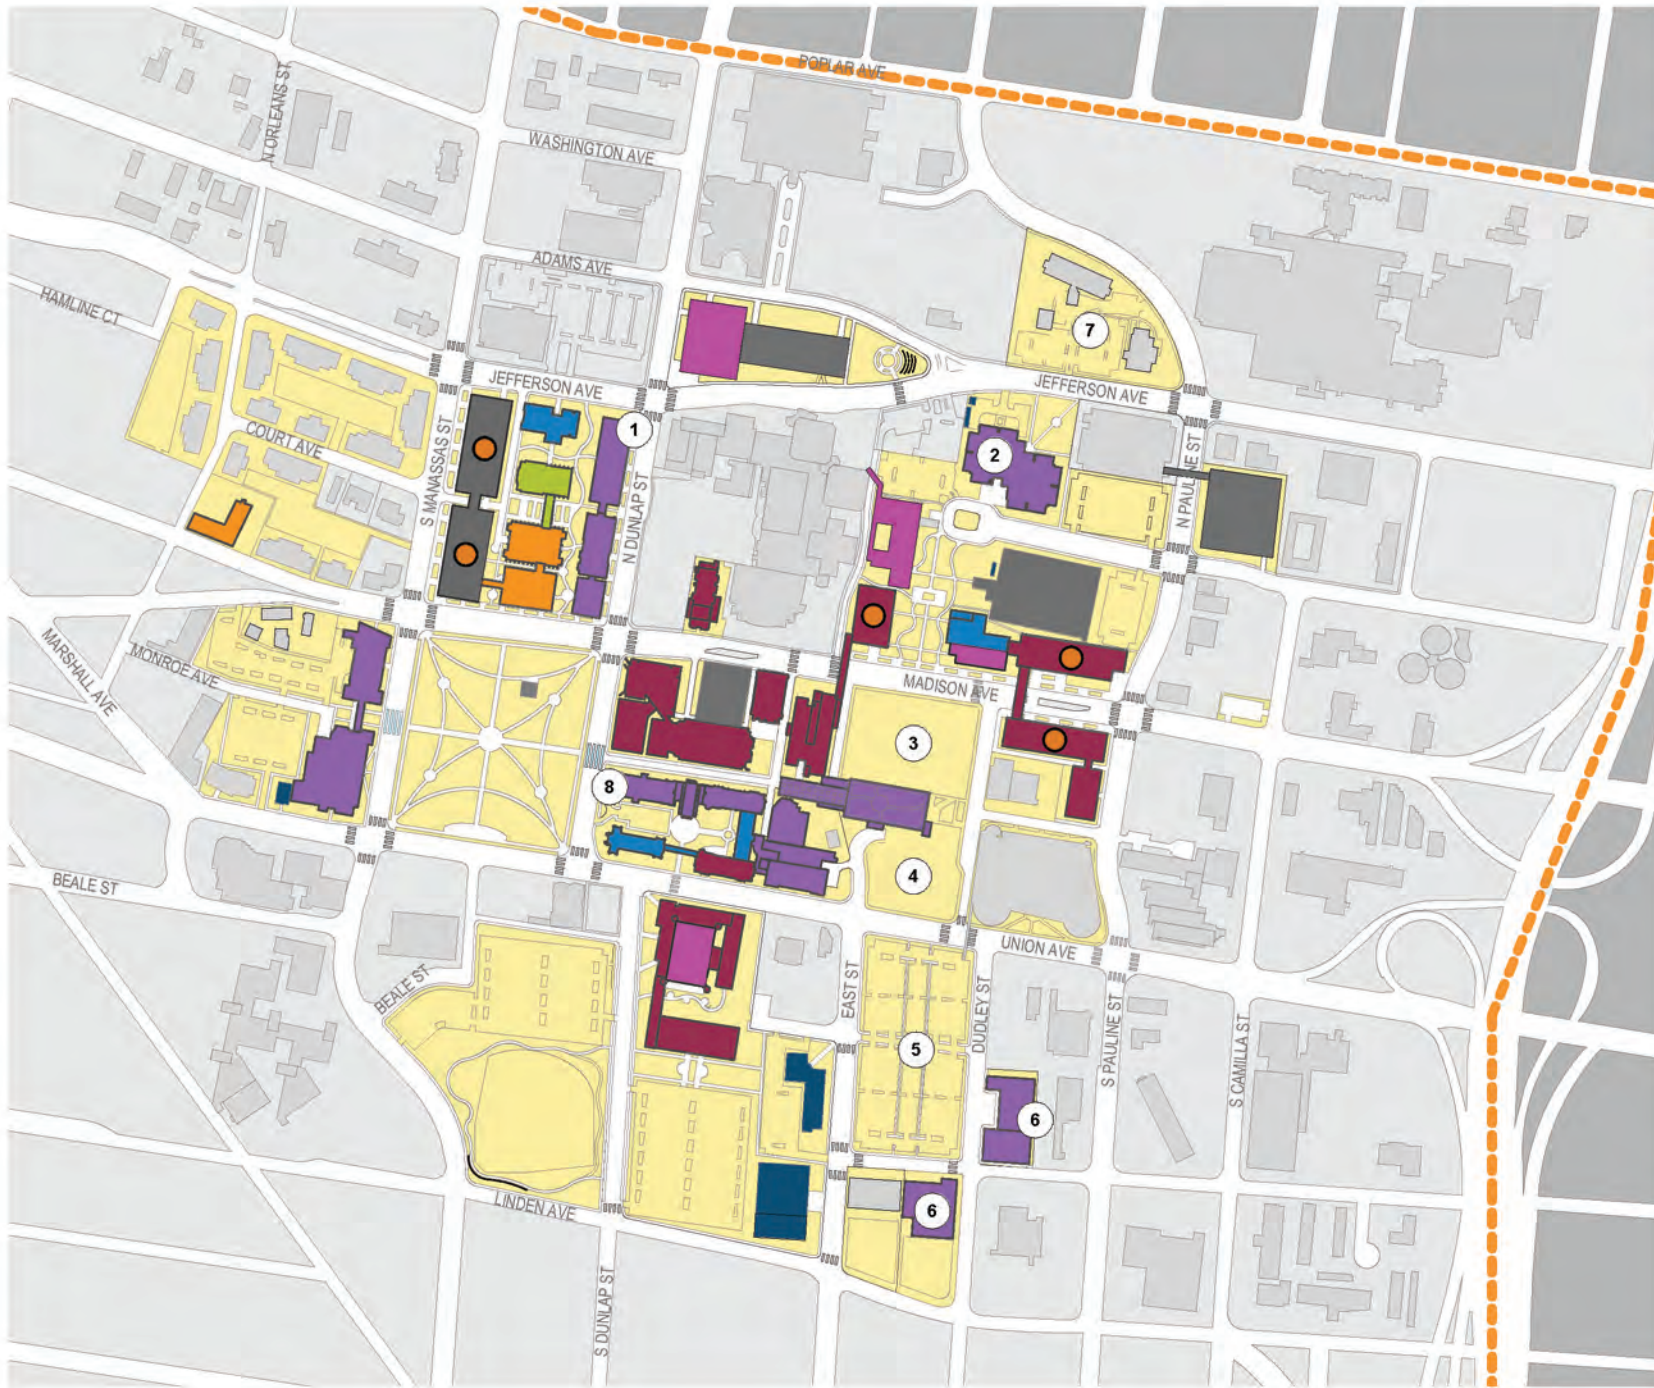 POPLAR AVE
N ORLEANS ST
WASHINGTON AVE
ADAMS AVE
HAMLINE CT
7
JEFFERSON AVE
JEFFERSON AVE
1
COURT AVE
S MANASSAS ST
2
N PAULINE ST
N DUNLAP ST
MARSHALL AVE
MONROE AVE
MADISON AVE
3
8
4
BEALE ST
UNION AVE
BEALE ST
EAST ST
DUDLEY ST
5
S PAULINE ST
S CAMILLA ST
6
LINDEN AVE
6
S DUNLAP ST